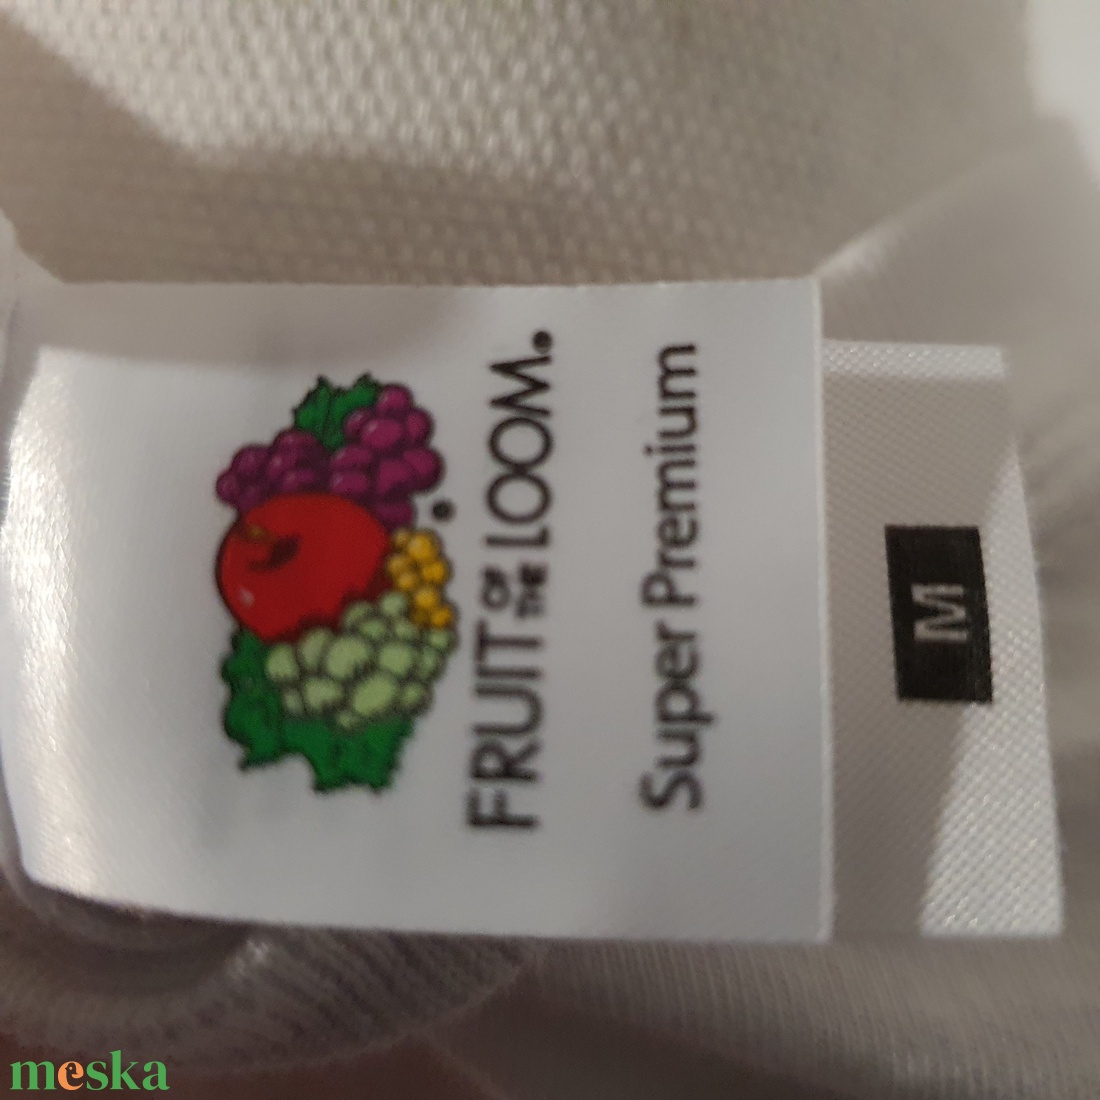 FRUIT OF THE LOOM®
Super Premium
M
meska